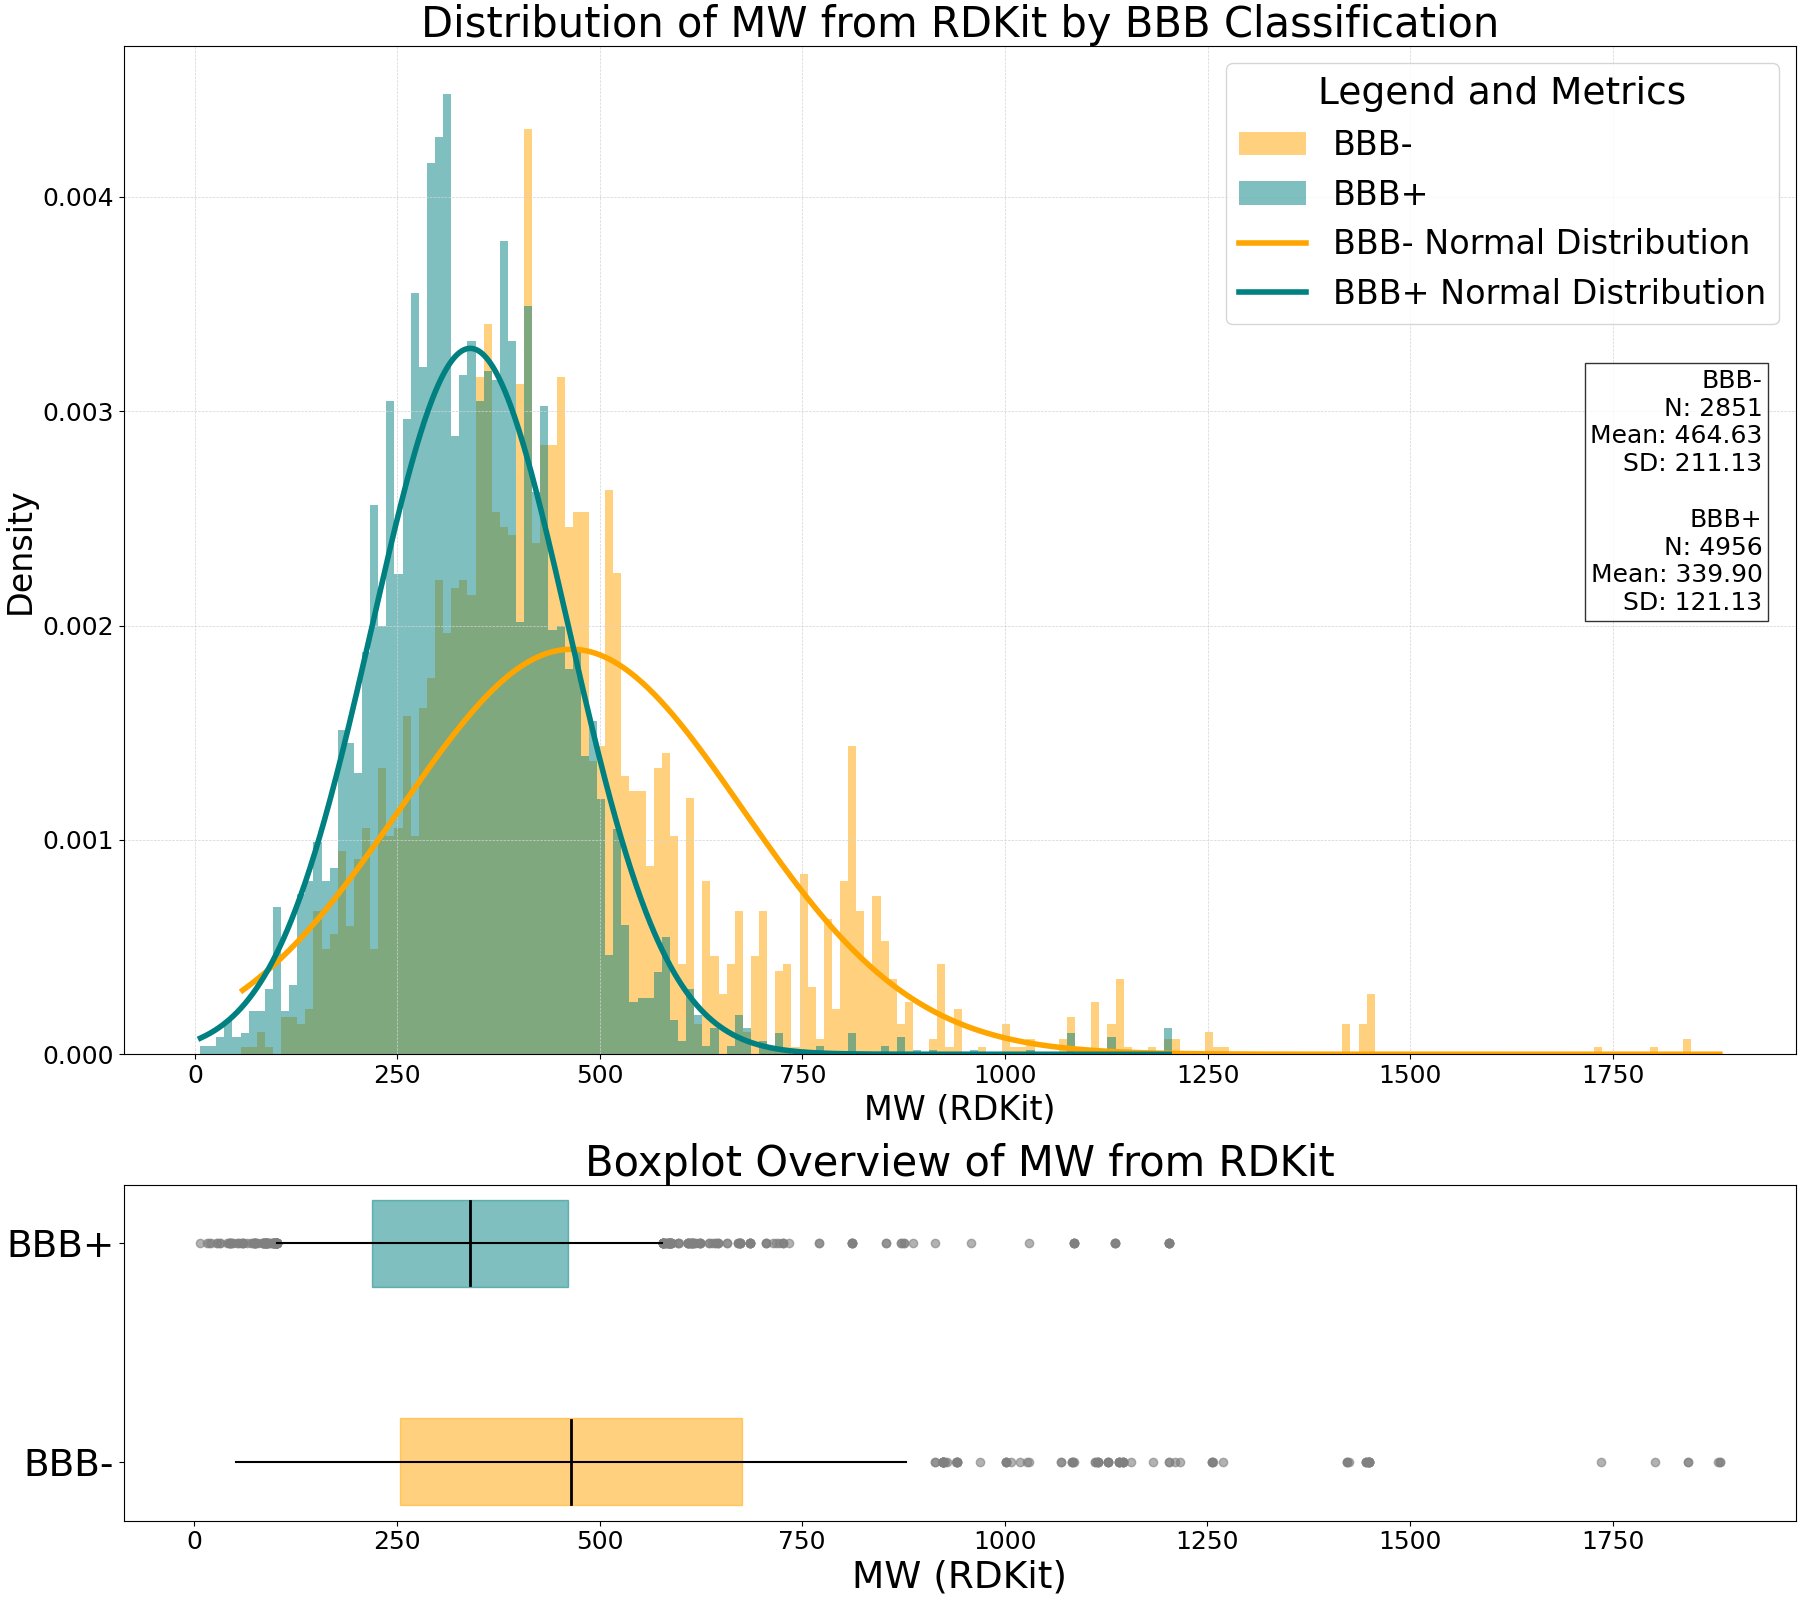 Distribution of MW from RDKit by BBB Classification
Legend and Metrics
BBB-
BBB+
BBB- Normal Distribution
BBB+ Normal Distribution
BBB-
N: 2851
Mean: 464.63
SD: 211.13
BBB+
N: 4956
Mean: 339.90
SD: 121.13
Density
0.004
0.003
0.002
0.001
0.000
0 250 500 750 1000 1250 1500 1750
MW (RDKit)
Boxplot Overview of MW from RDKit
BBB+
BBB-
0 250 500 750 1000 1250 1500 1750
MW (RDKit)